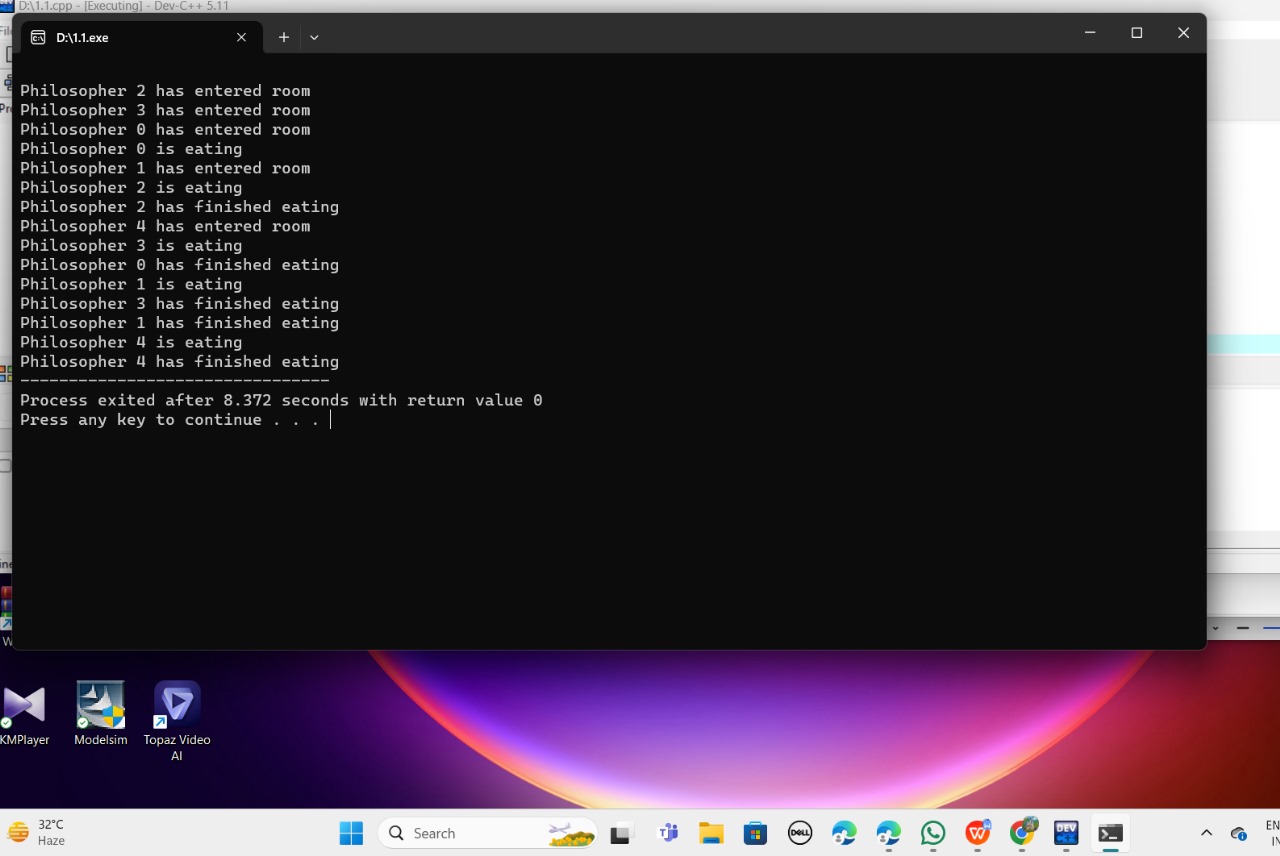 D:\1.1.cpp - [Executing] - Dev-C++ 5.11
D:\1.1.exe
Philosopher 2 has entered room
Philosopher 3 has entered room
Philosopher 0 has entered room
Philosopher 0 is eating
Philosopher 1 has entered room
Philosopher 2 is eating
Philosopher 2 has finished eating
Philosopher 4 has entered room
Philosopher 3 is eating
Philosopher 0 has finished eating
Philosopher 1 is eating
Philosopher 3 has finished eating
Philosopher 1 has finished eating
Philosopher 4 is eating
Philosopher 4 has finished eating
--------------------------------
Process exited after 8.372 seconds with return value 0
Press any key to continue . . .
KMPlayer
Modelsim
Topaz Video
AI
32°C
Haze
Search
DELL
DEV
C++
EN
IN